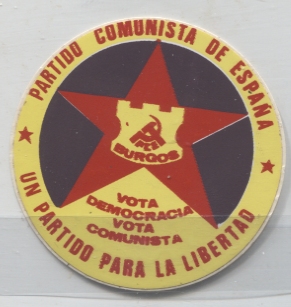 PARTIDO COMUNISTA DE ESPAÑA
PCE
BURGOS
VOTA
DEMOCRACIA
VOTA
COMUNISTA
UN PARTIDO PARA LA LIBERTAD